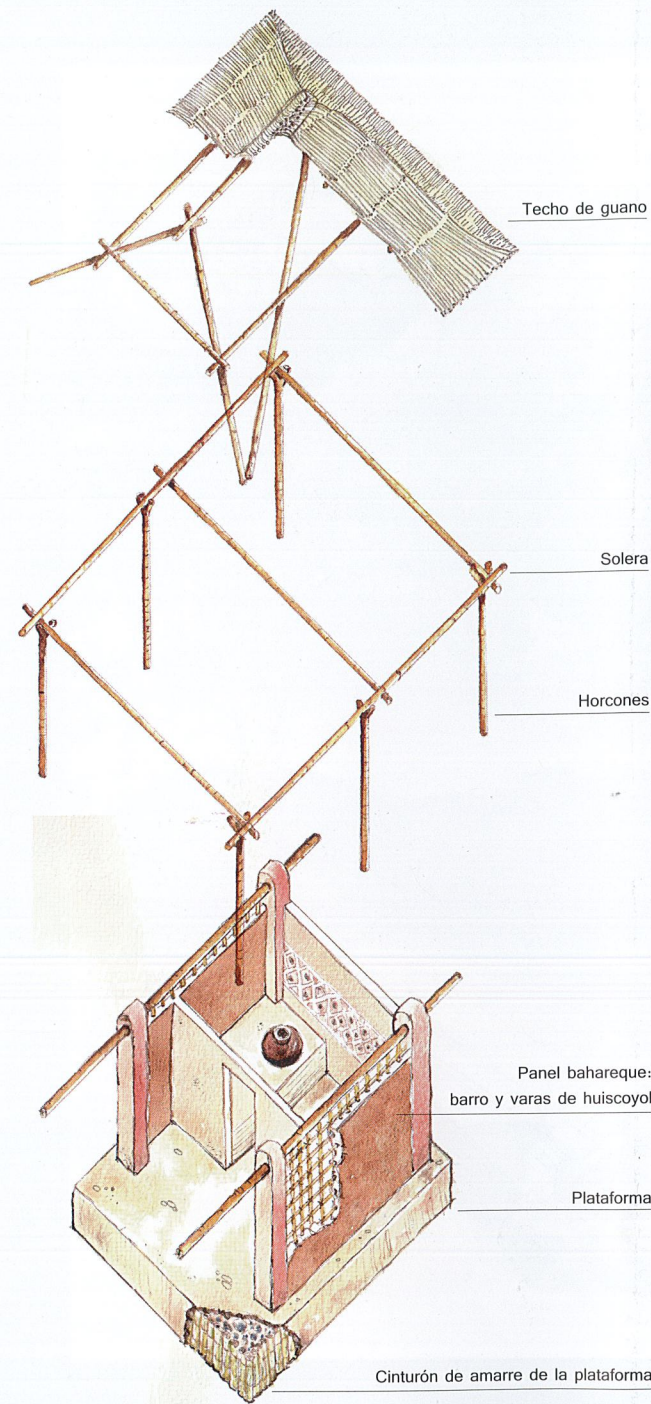 Techo de guano
Solera
Horcones
Panel bahareque:
barro y varas de huiscoyol
Plataforma
Cinturón de amarre de la plataforma